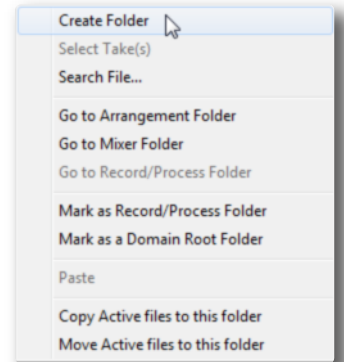 Create Folder
Select Take(s)
Search File...
Go to Arrangement Folder
Go to Mixer Folder
Go to Record/Process Folder
Mark as Record/Process Folder
Mark as a Domain Root Folder
Paste
Copy Active files to this folder
Move Active files to this folder